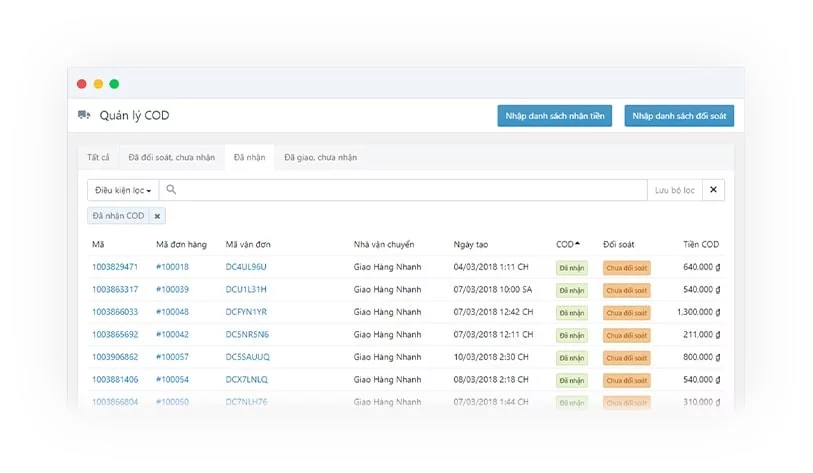 Quản lý COD Nhập danh sách nhận tiền Nhập danh sách đối soát
Tất cả Đã đối soát, chưa nhận Đã nhận Đã giao, chưa nhận
Điều kiện lọc Lưu bộ lọc
Đã nhận COD
Mã Mã đơn hàng Mã vận đơn Nhà vận chuyển Ngày tạo COD Đối soát Tiền COD
1003829471 #100018 DC4UL96U Giao Hàng Nhanh 04/03/2018 1:11 CH Đã nhận Chưa đối soát 640.000 ₫
1003863317 #100039 DCU1L31H Giao Hàng Nhanh 07/03/2018 10:00 SA Đã nhận Chưa đối soát 540.000 ₫
1003866033 #100048 DCFYN1YR Giao Hàng Nhanh 07/03/2018 12:42 CH Đã nhận Chưa đối soát 1.300.000 ₫
1003865692 #100042 DC5NR5N6 Giao Hàng Nhanh 07/03/2018 12:11 CH Đã nhận Chưa đối soát 211.000 ₫
1003906862 #100057 DC5SAUUQ Giao Hàng Nhanh 10/03/2018 2:30 CH Đã nhận Chưa đối soát 800.000 ₫
1003881406 #100054 DCX7LNLQ Giao Hàng Nhanh 08/03/2018 2:18 CH Đã nhận Chưa đối soát 540.000 ₫
1003866804 #100050 DC7NLH76 Giao Hàng Nhanh 07/03/2018 1:44 CH Đã nhận Chưa đối soát 310.000 ₫